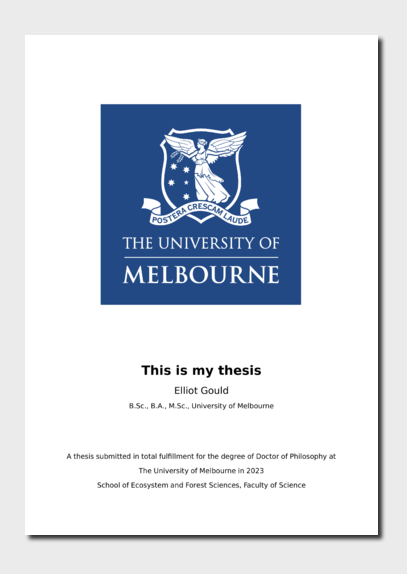 POSTERA CRESCAM LAUDE
THE UNIVERSITY OF
MELBOURNE
This is my thesis
Elliot Gould
B.Sc., B.A., M.Sc., University of Melbourne
A thesis submitted in total fulfillment for the degree of Doctor of Philosophy at
The University of Melbourne in 2023
School of Ecosystem and Forest Sciences, Faculty of Science